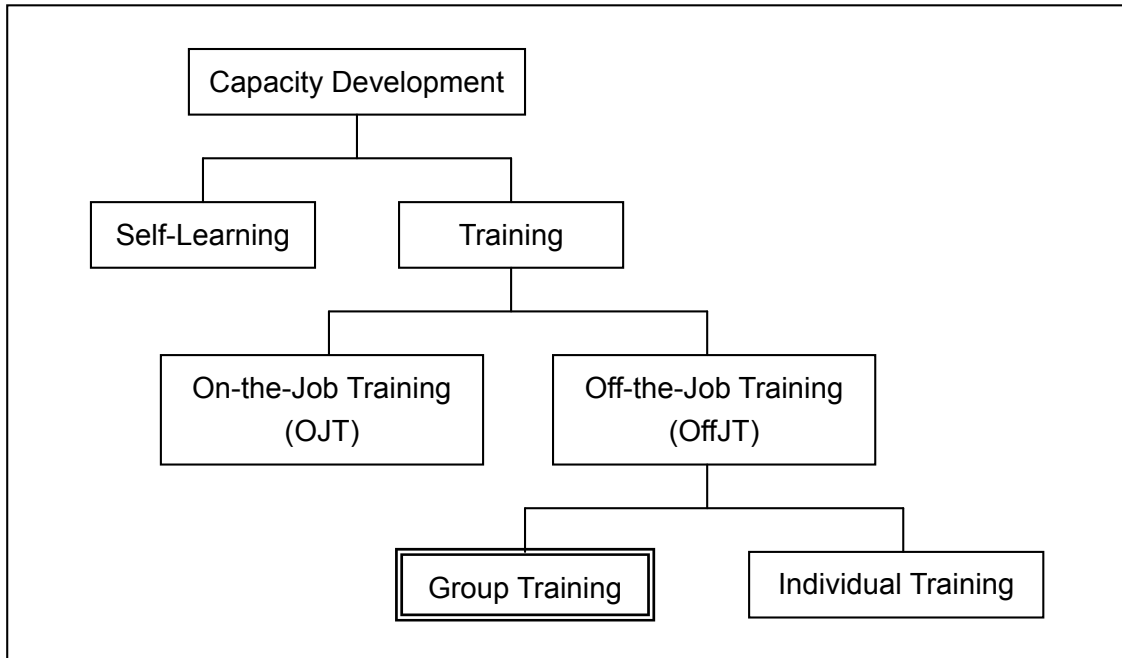 Capacity Development
Self-Learning
Training
On-the-Job Training
(OJT)
Off-the-Job Training
(OffJT)
Group Training
Individual Training